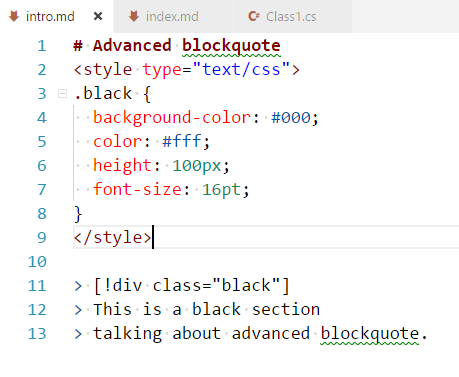 intro.md index.md Class1.cs
1 # Advanced blockquote
2 <style type="text/css">
3 .black {
4 background-color: #000;
5 color: #fff;
6 height: 100px;
7 font-size: 16pt;
8 }
9 </style>
10
11 > [!div class="black"]
12 > This is a black section
13 > talking about advanced blockquote.